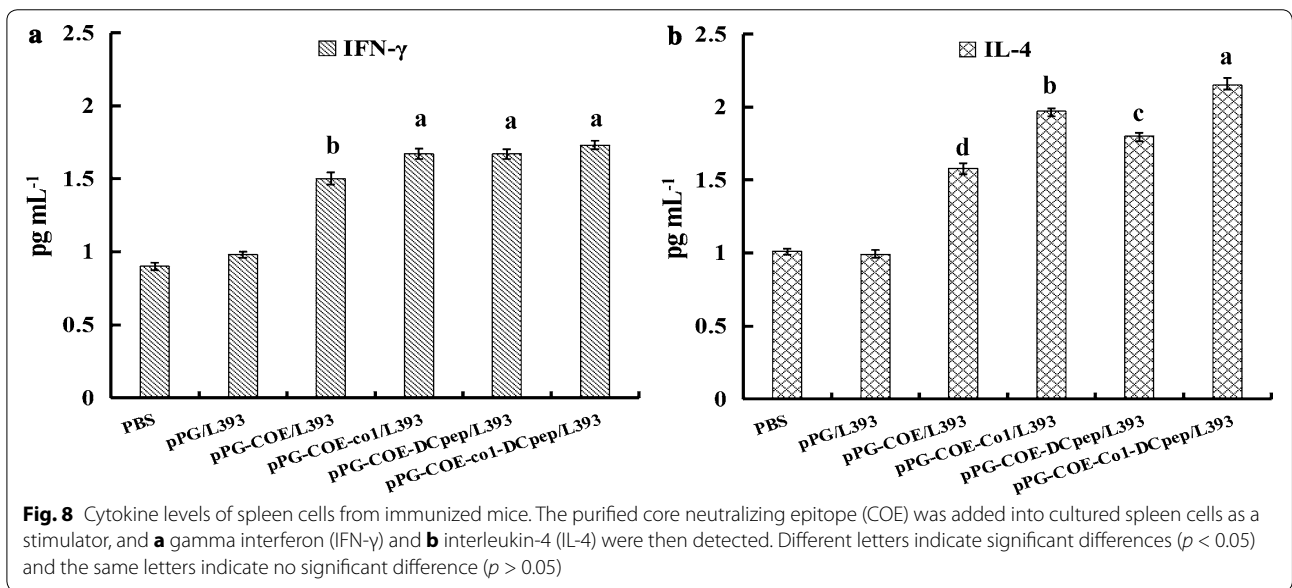 a
2.5
2
1.5
1
0.5
0
pg mL-1
IFN-γ
b
a
a
a
PBS
pPG/L393
pPG-COE/L393
pPG-COE-co1/L393
pPG-COE-DCpep/L393
pPG-COE-co1-DCpep/L393
b
2.5
2
1.5
1
0.5
0
pg mL-1
IL-4
d
b
c
a
PBS
pPG/L393
pPG-COE/L393
pPG-COE-Co1/L393
pPG-COE-DCpep/L393
pPG-COE-Co1-DCpep/L393
Fig. 8 Cytokine levels of spleen cells from immunized mice. The purified core neutralizing epitope (COE) was added into cultured spleen cells as a
stimulator, and a gamma interferon (IFN-γ) and b interleukin-4 (IL-4) were then detected. Different letters indicate significant differences (p < 0.05)
and the same letters indicate no significant difference (p > 0.05)